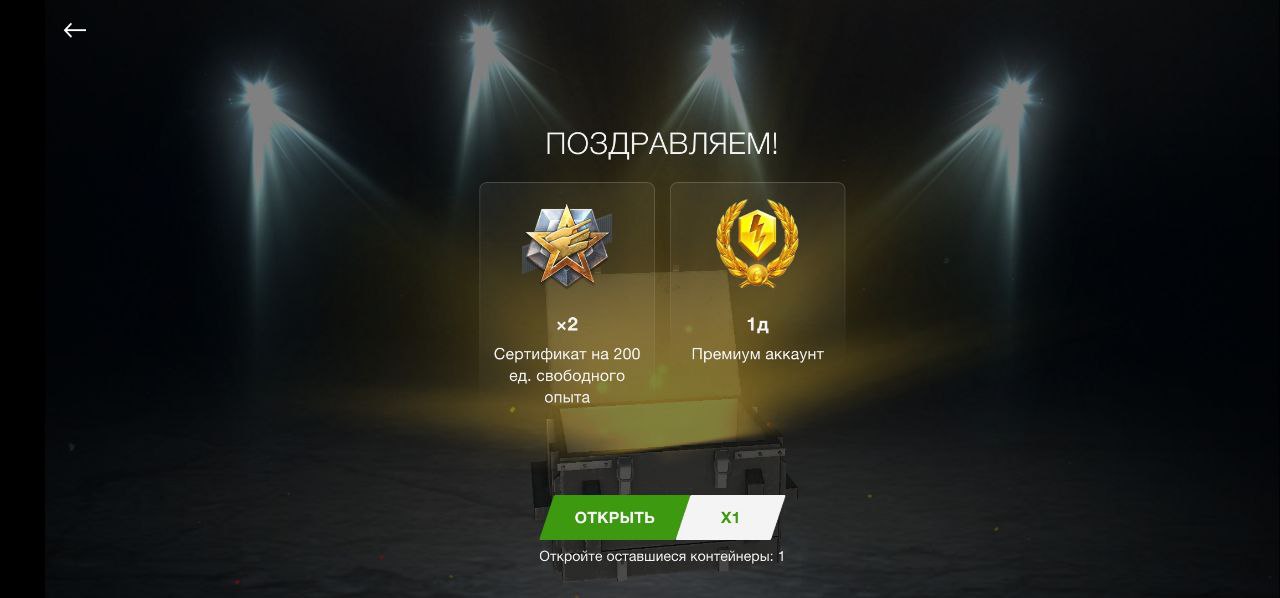 ПОЗДРАВЛЯЕМ!
×2
Сертификат на 200
ед. свободного
опыта
1д
Премиум аккаунт
ОТКРЫТЬ
X1
Откройте оставшиеся контейнеры: 1